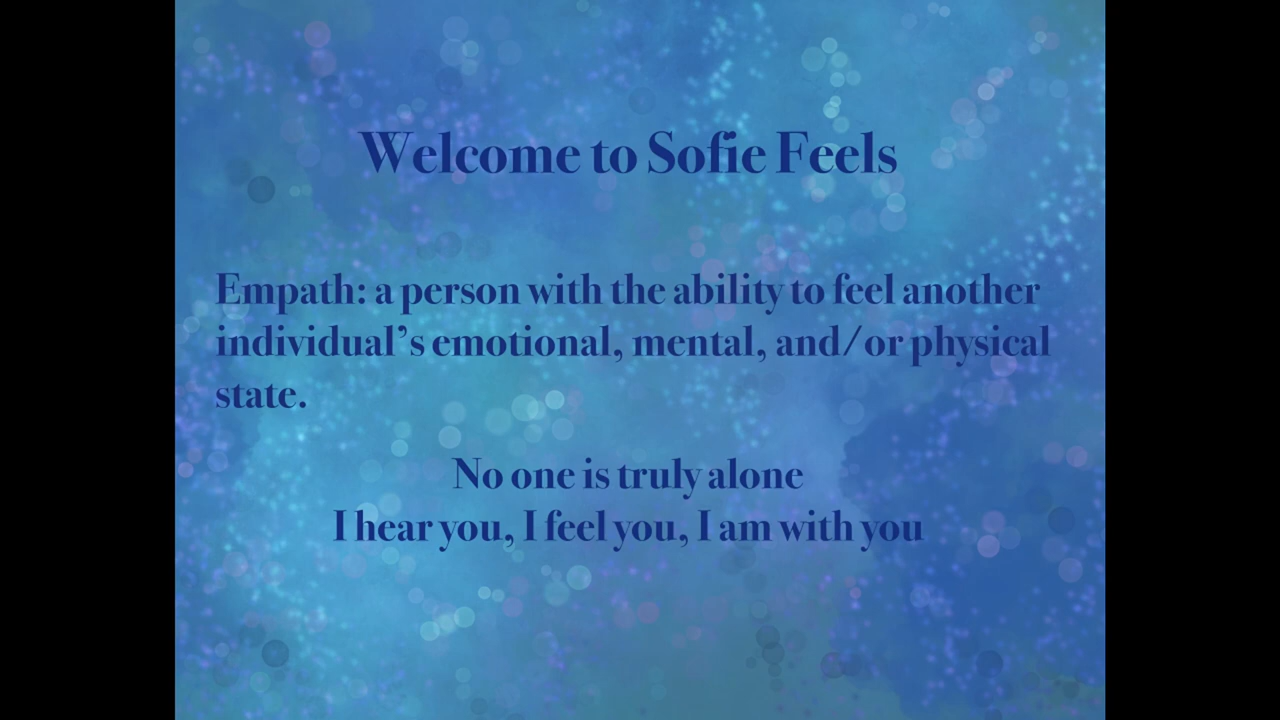 Welcome to Sofie Feels
Empath: a person with the ability to feel another
individual’s emotional, mental, and/or physical
state.
No one is truly alone
I hear you, I feel you, I am with you